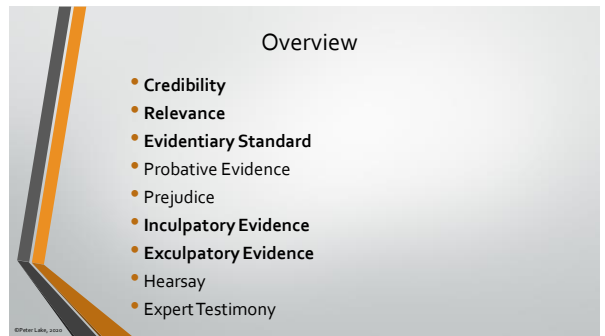 Overview
• Credibility
• Relevance
• Evidentiary Standard
• Probative Evidence
• Prejudice
• Inculpatory Evidence
• Exculpatory Evidence
• Hearsay
• Expert Testimony
©Peter Lake, 2020